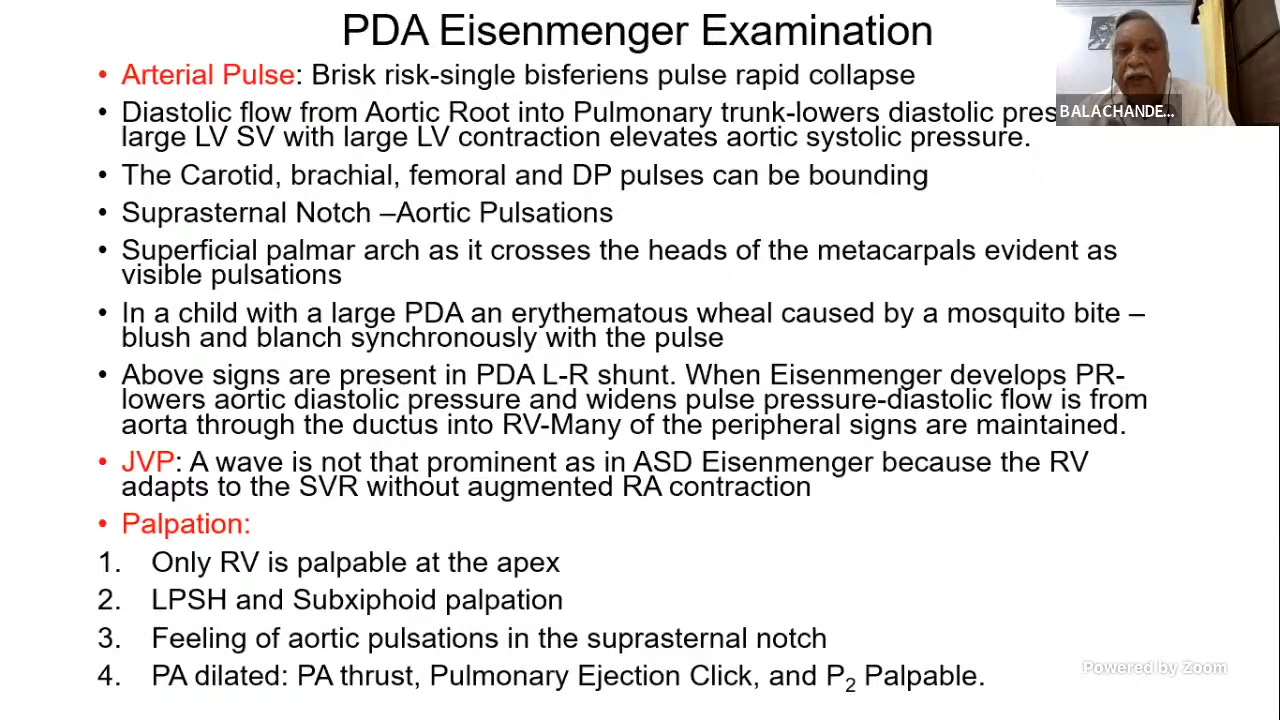 PDA Eisenmenger Examination
• Arterial Pulse: Brisk risk-single bisferiens pulse rapid collapse
• Diastolic flow from Aortic Root into Pulmonary trunk-lowers diastolic pres
large LV SV with large LV contraction elevates aortic systolic pressure.
• The Carotid, brachial, femoral and DP pulses can be bounding
• Suprasternal Notch –Aortic Pulsations
• Superficial palmar arch as it crosses the heads of the metacarpals evident as
visible pulsations
• In a child with a large PDA an erythematous wheal caused by a mosquito bite –
blush and blanch synchronously with the pulse
• Above signs are present in PDA L-R shunt. When Eisenmenger develops PR-
lowers aortic diastolic pressure and widens pulse pressure-diastolic flow is from
aorta through the ductus into RV-Many of the peripheral signs are maintained.
• JVP: A wave is not that prominent as in ASD Eisenmenger because the RV
adapts to the SVR without augmented RA contraction
• Palpation:
1. Only RV is palpable at the apex
2. LPSH and Subxiphoid palpation
3. Feeling of aortic pulsations in the suprasternal notch
4. PA dilated: PA thrust, Pulmonary Ejection Click, and P2 Palpable.
BALACHANDE...
Powered by Zoom